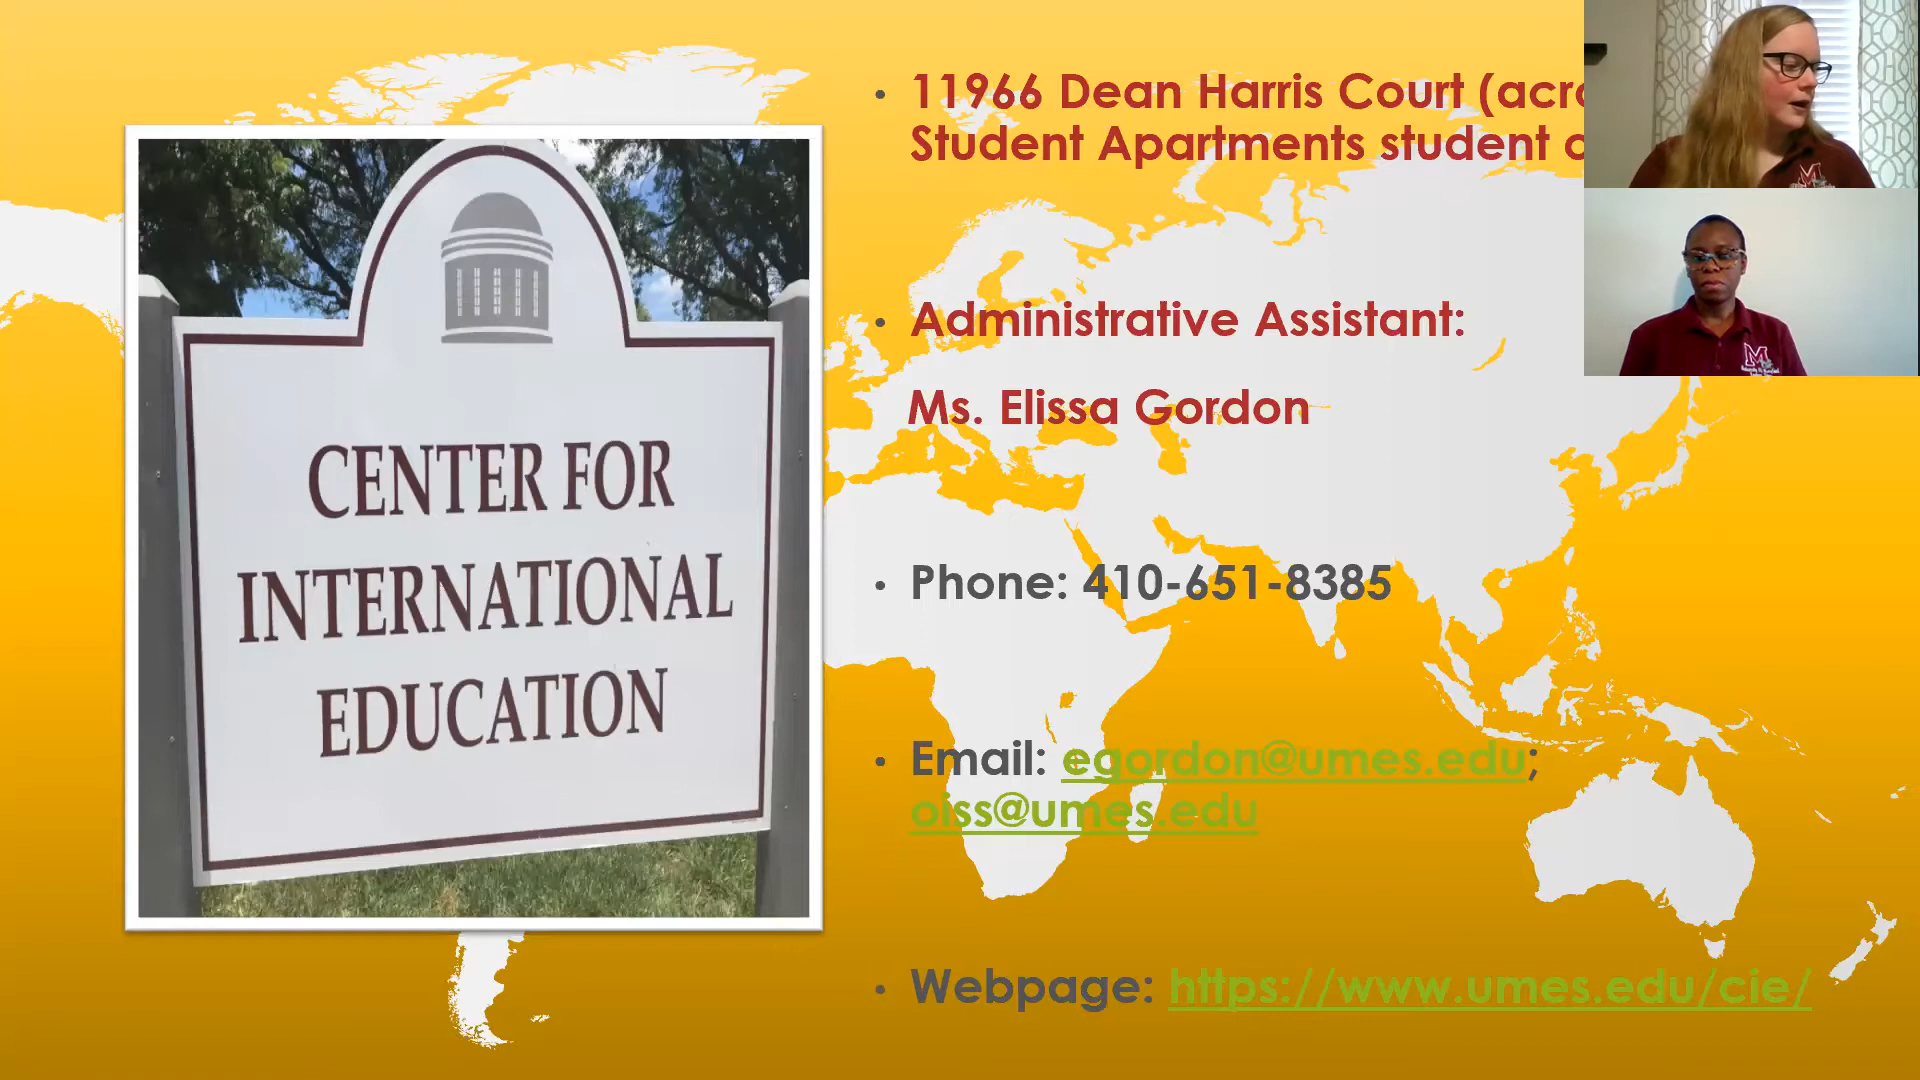 CENTER FOR
INTERNATIONAL
EDUCATION
• 11966 Dean Harris Court
Student Apartments student
• Administrative Assistant:
Ms. Elissa Gordon
• Phone: 410-651-8385
• Email: egordon@umes.edu;
oiss@umes.edu
• Webpage: https://www.umes.edu/cie/
M
M